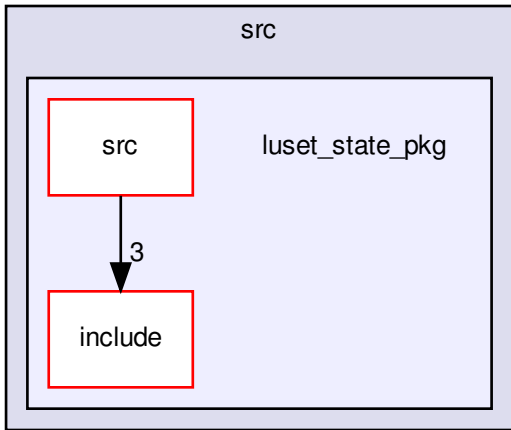 src
src
luset_state_pkg
3
include